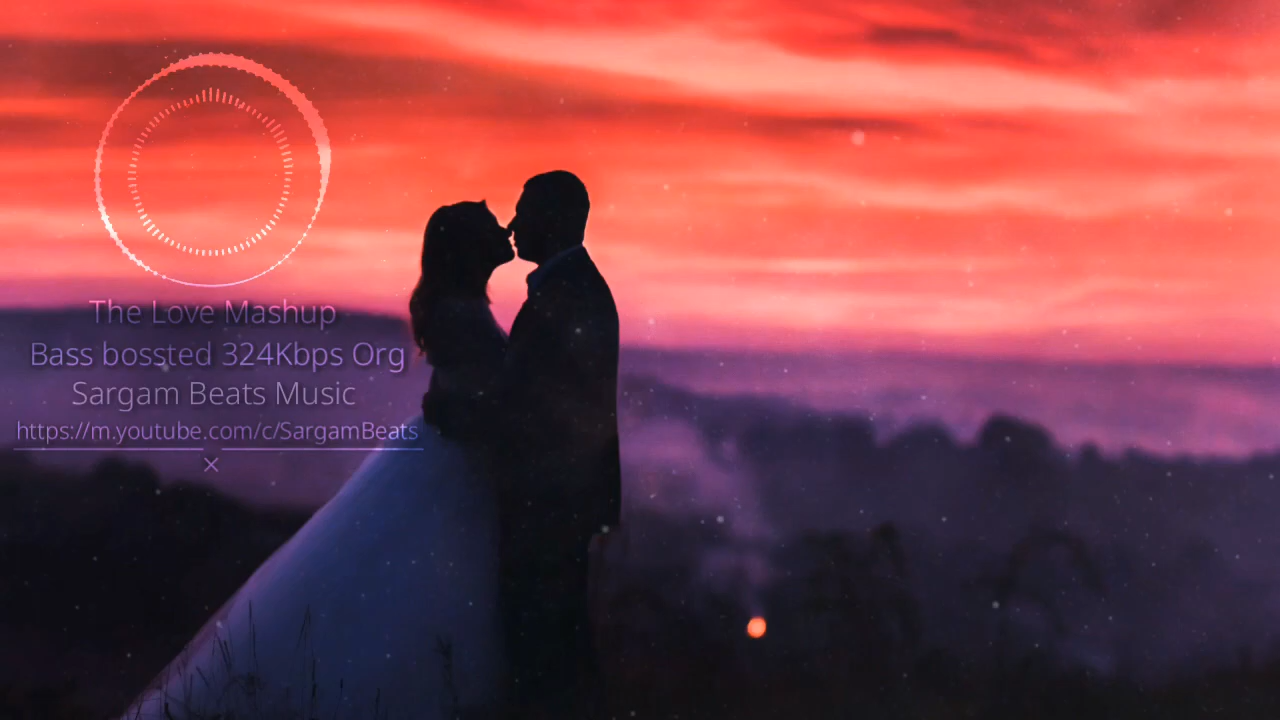 The Love Mashup
Bass bossted 324Kbps Org
Sargam Beats Music
https://m.youtube.com/c/SargamBeats